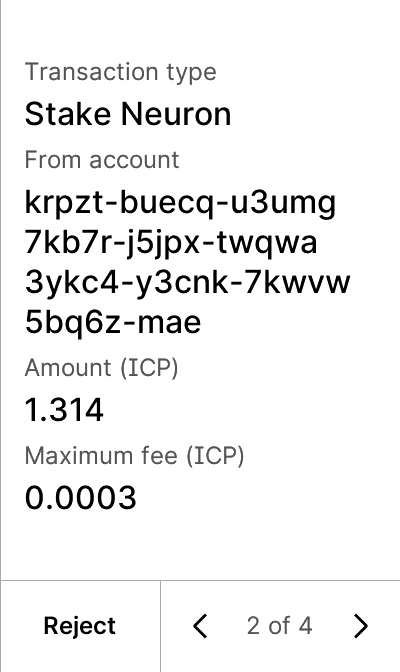 Transaction type
Stake Neuron
From account
krpzt-buecq-u3umg
7kb7r-j5jpx-twqwa
3ykc4-y3cnk-7kwvw
5bq6z-mae
Amount (ICP)
1.314
Maximum fee (ICP)
0.0003
Reject
2 of 4